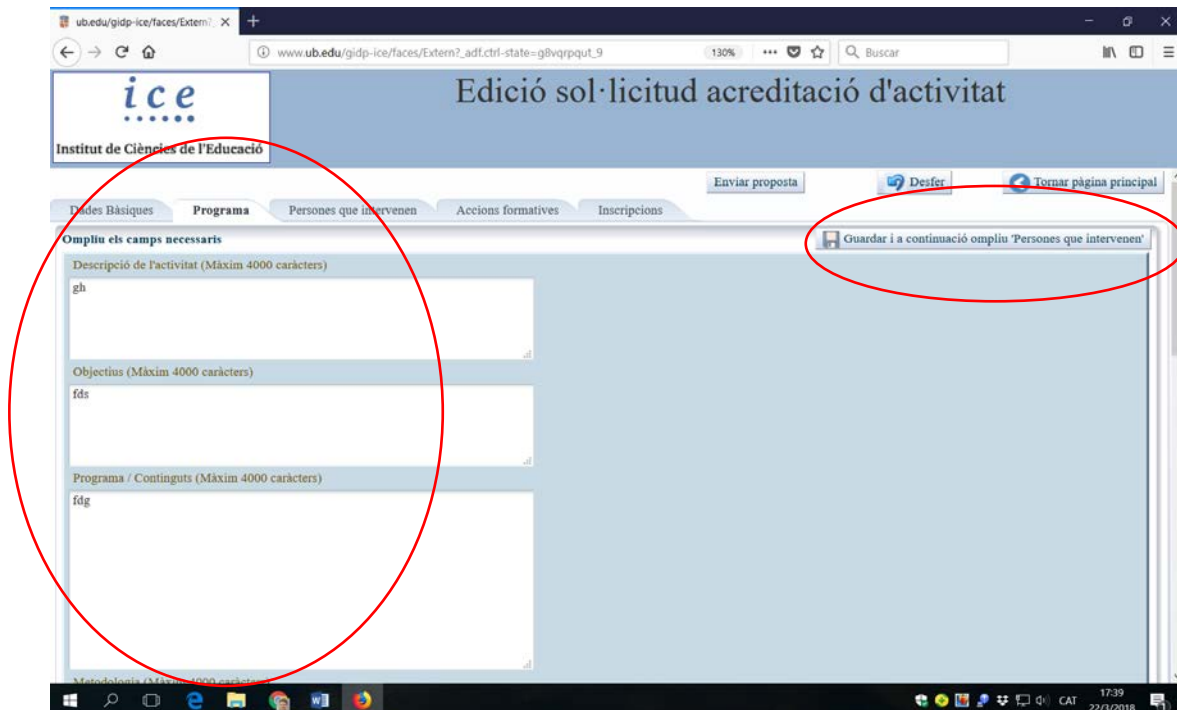 ub.edu/gidp-ice/faces/Extern?
www.ub.edu/gidp-ice/faces/Extern?_adf.ctrl-state=g8vqrpqut_9
130%
Buscar
ice
Institut de Ciències de l'Educació
Edició sol·licitud acreditació d'activitat
Enviar proposta
Desfer
Tornar pàgina principal
Dades Bàsiques
Programa
Persones que intervenen
Accions formatives
Inscripcions
Ompliu els camps necessaris
Guardar i a continuació ompliu 'Persones que intervenen'
Descripció de l'activitat (Màxim 4000 caràcters)
gh
Objectius (Màxim 4000 caràcters)
fds
Programa / Continguts (Màxim 4000 caràcters)
fdg
Metodologia (Màxim 4000 caràcters)
CAT
17:39
22/3/2018